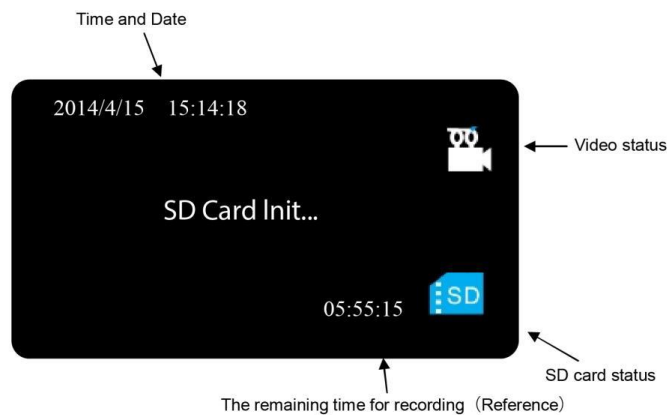 Time and Date
2014/4/15 15:14:18
Video status
SD Card Init...
SD
05:55:15
SD card status
The remaining time for recording（Reference）